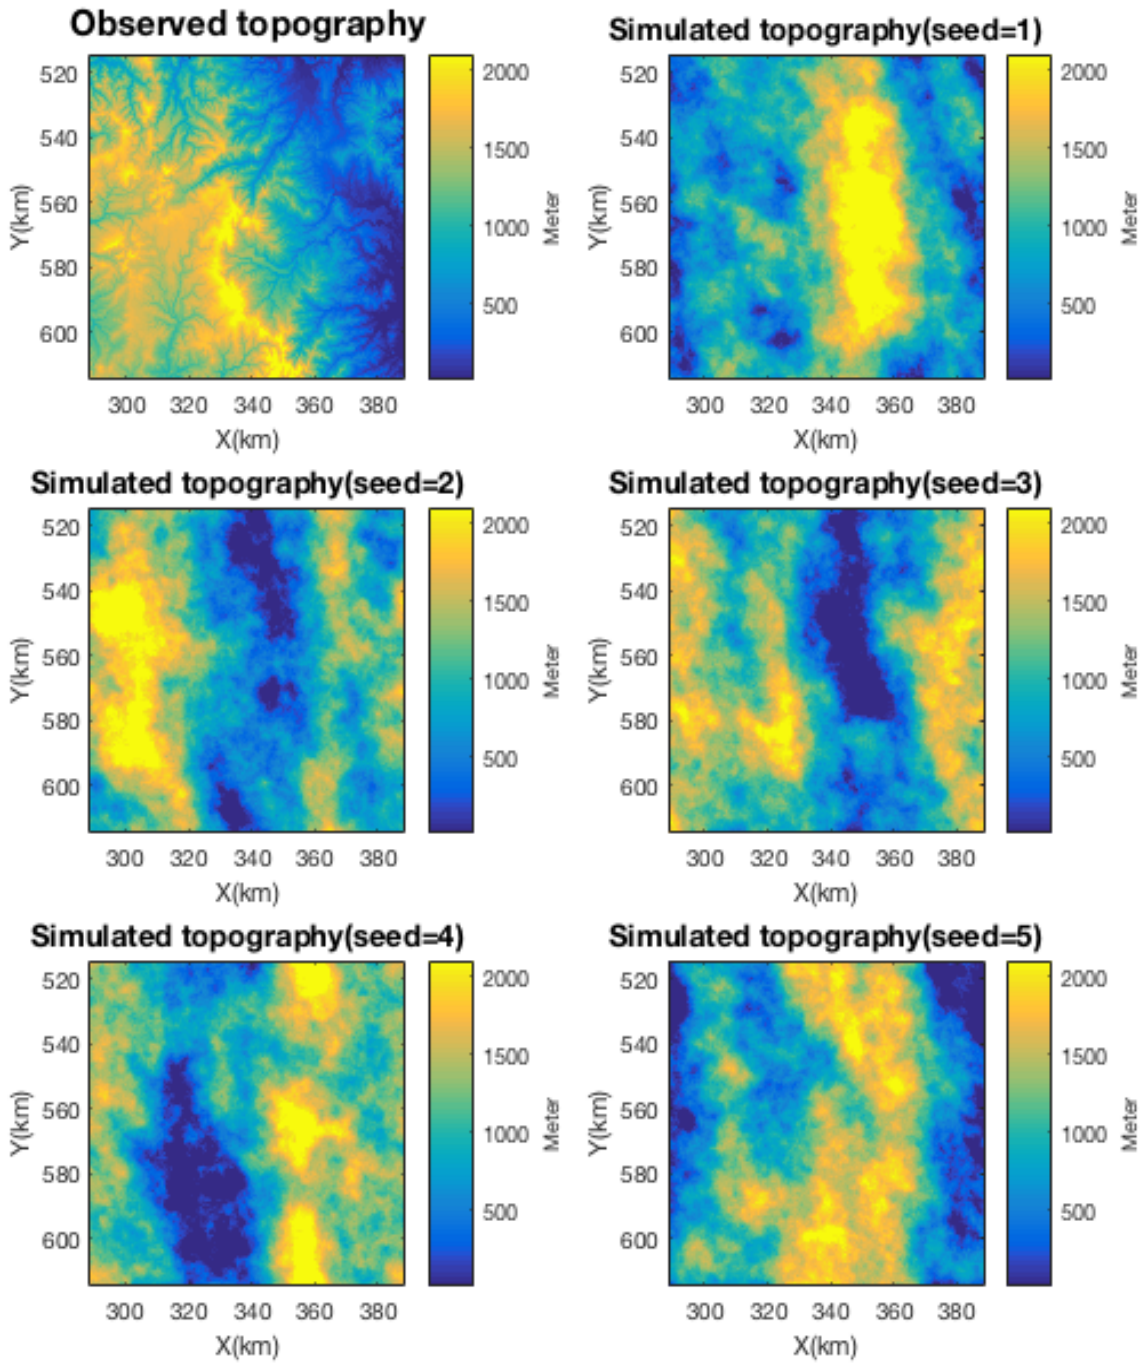 Observed topography
Simulated topography(seed=1)
520
540
560
580
600
300 320 340 360 380
X(km)
Y(km)
2000
1500
1000
500
Meter
520
540
560
580
600
300 320 340 360 380
X(km)
Y(km)
2000
1500
1000
500
Meter
Simulated topography(seed=2)
Simulated topography(seed=3)
520
540
560
580
600
300 320 340 360 380
X(km)
Y(km)
2000
1500
1000
500
Meter
520
540
560
580
600
300 320 340 360 380
X(km)
Y(km)
2000
1500
1000
500
Meter
Simulated topography(seed=4)
Simulated topography(seed=5)
520
540
560
580
600
300 320 340 360 380
X(km)
Y(km)
2000
1500
1000
500
Meter
520
540
560
580
600
300 320 340 360 380
X(km)
Y(km)
2000
1500
1000
500
Meter